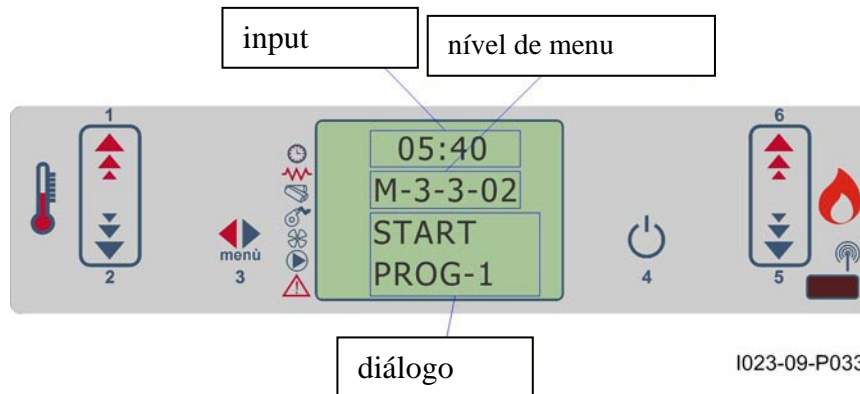 input
nível de menu
1
6
05:40
M-3-3-02
START
PROG-1
menù
2
3
4
5
diálogo
I023-09-P033